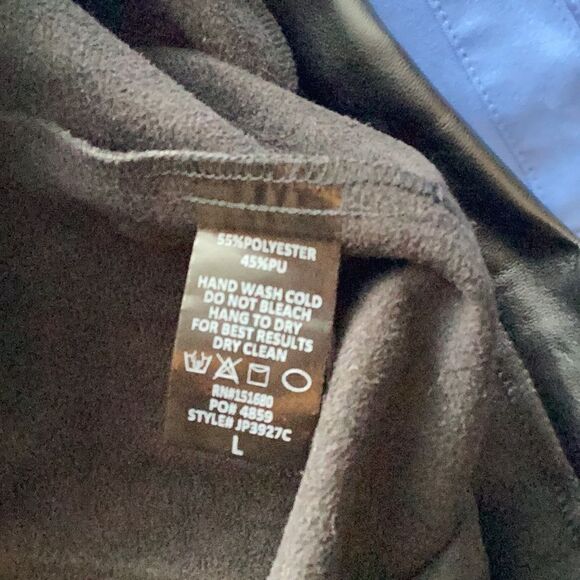 55%POLYESTER
45%PU
HAND WASH COLD
DO NOT BLEACH
HANG TO DRY
FOR BEST RESULTS
DRY CLEAN
RN#151680
PO# 4859
STYLE# JP3927C
L